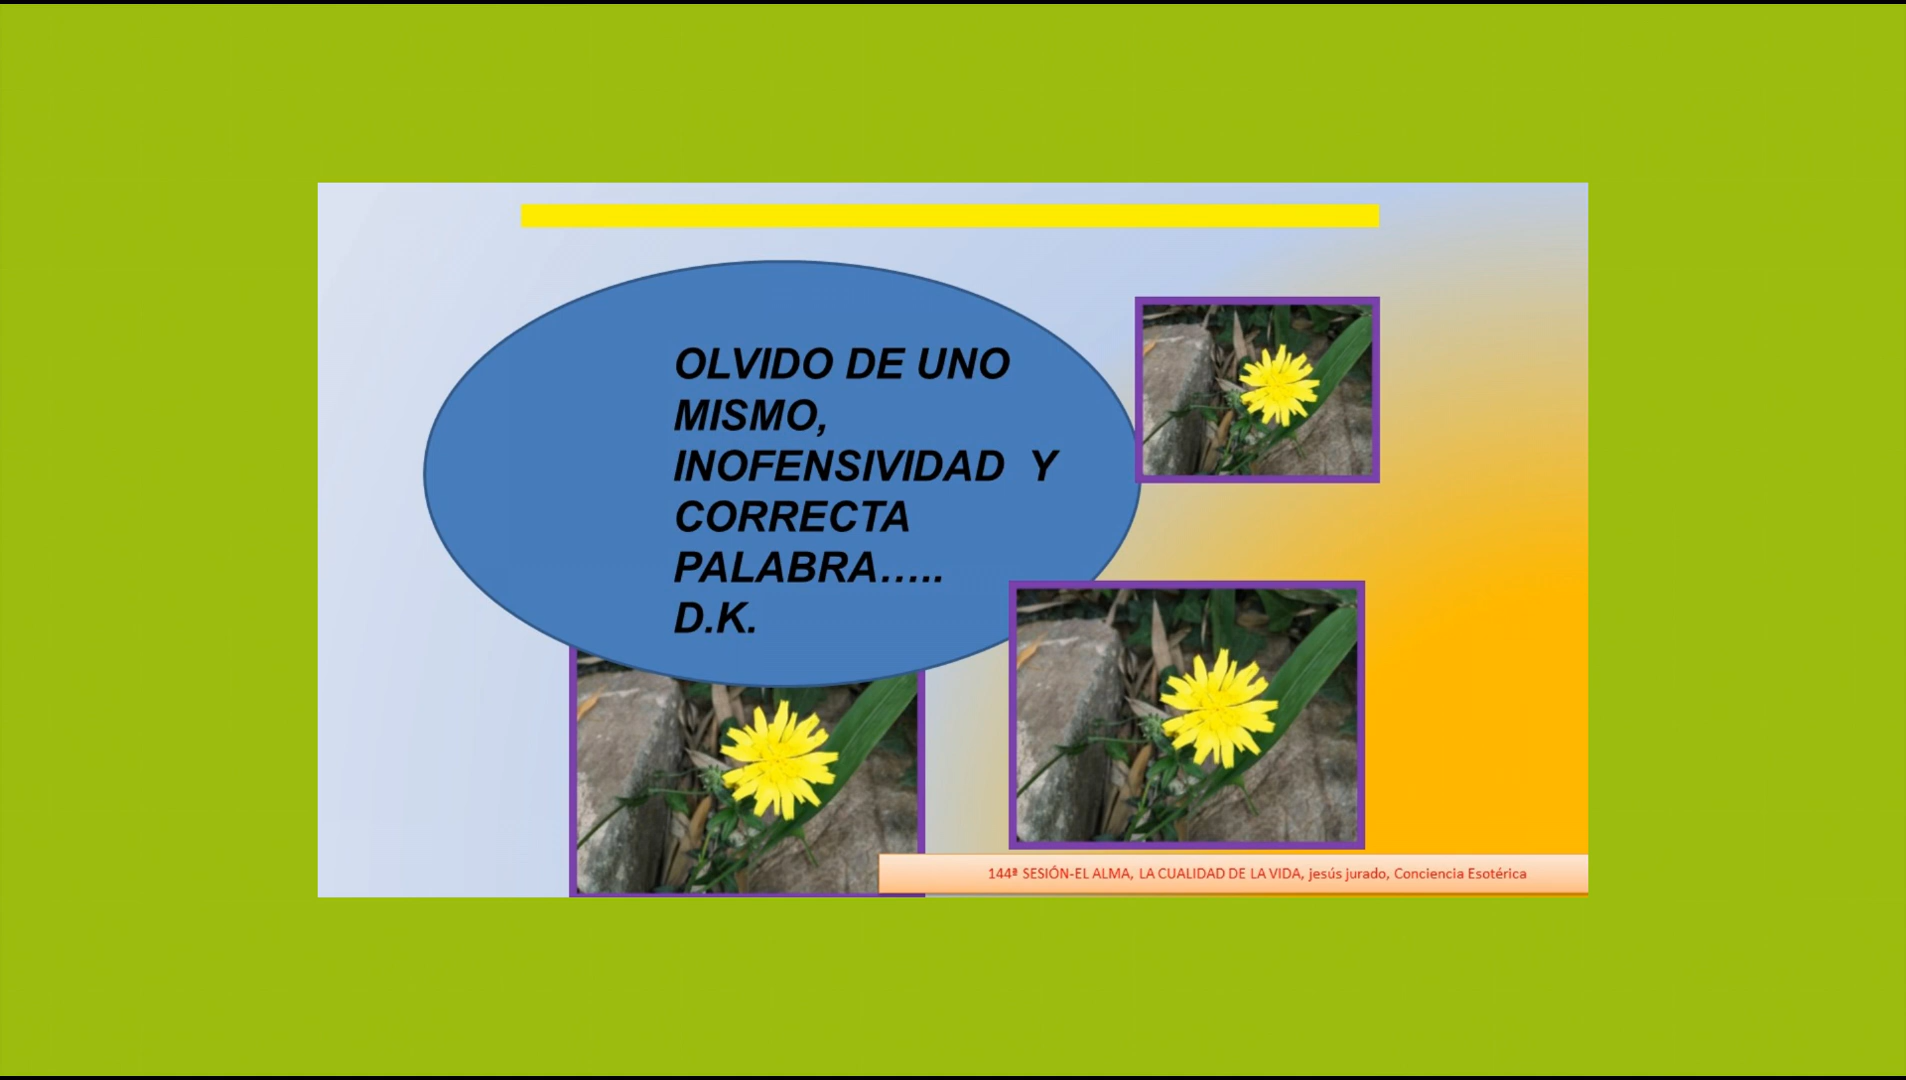 OLVIDO DE UNO
MISMO,
INOFENSIVIDAD Y
CORRECTA
PALABRA.....
D.K.
144ª SESIÓN-EL ALMA, LA CUALIDAD DE LA VIDA, jesús jurado, Conciencia Esotérica